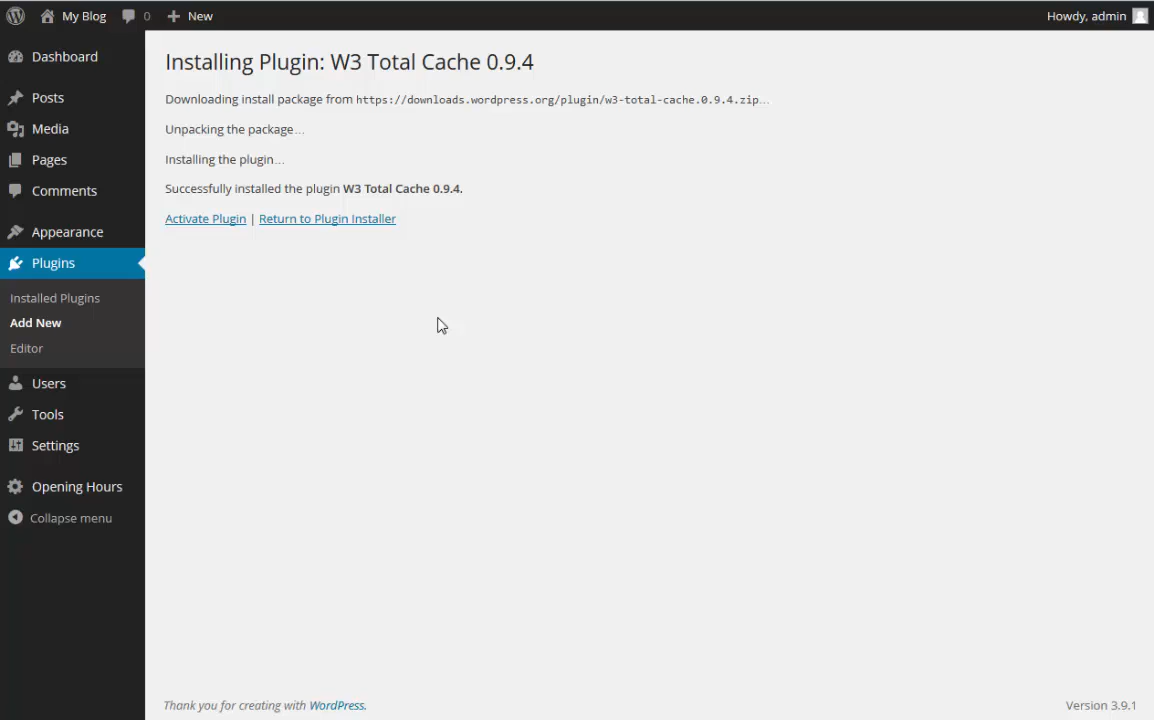 My Blog 0 New Howdy, admin
Dashboard
Posts
Media
Pages
Comments
Appearance
Plugins
Installed Plugins
Add New
Editor
Users
Tools
Settings
Opening Hours
Collapse menu
Installing Plugin: W3 Total Cache 0.9.4
Downloading install package from https://downloads.wordpress.org/plugin/w3-total-cache.0.9.4.zip…
Unpacking the package…
Installing the plugin…
Successfully installed the plugin W3 Total Cache 0.9.4.
Activate Plugin | Return to Plugin Installer
Thank you for creating with WordPress. Version 3.9.1